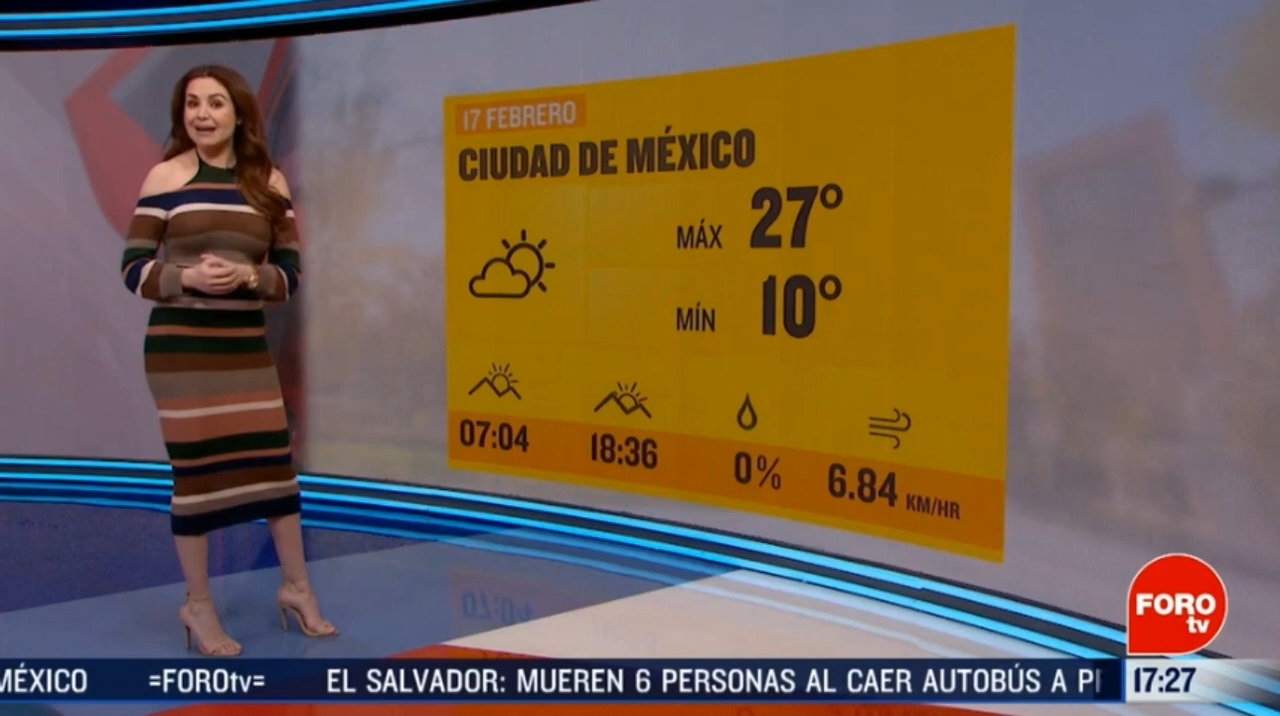 17 FEBRERO
CIUDAD DE MÉXICO
MÁX 27°
MÍN 10°
07:04 18:36 0% 6.84 KM/HR
FORO
tv
MÉXICO =FOROtv= EL SALVADOR: MUEREN 6 PERSONAS AL CAER AUTOBÚS A
17:27